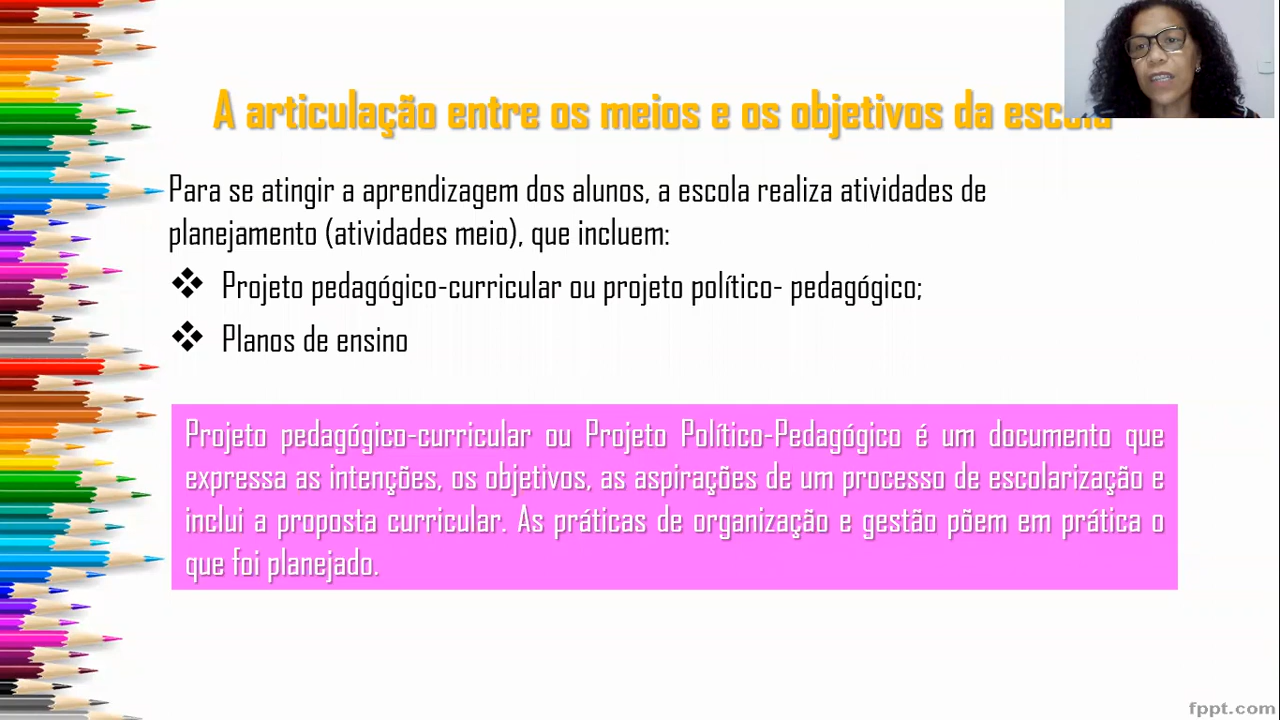 A articulação entre os meios e os objetivos da escola
Para se atingir a aprendizagem dos alunos, a escola realiza atividades de
planejamento (atividades meio), que incluem:
❖ Projeto pedagógico-curricular ou projeto político- pedagógico;
❖ Planos de ensino
Projeto pedagógico-curricular ou Projeto Político-Pedagógico é um documento que
expressa as intenções, os objetivos, as aspirações de um processo de escolarização e
inclui a proposta curricular. As práticas de organização e gestão põem em prática o
que foi planejado.
fppt.com